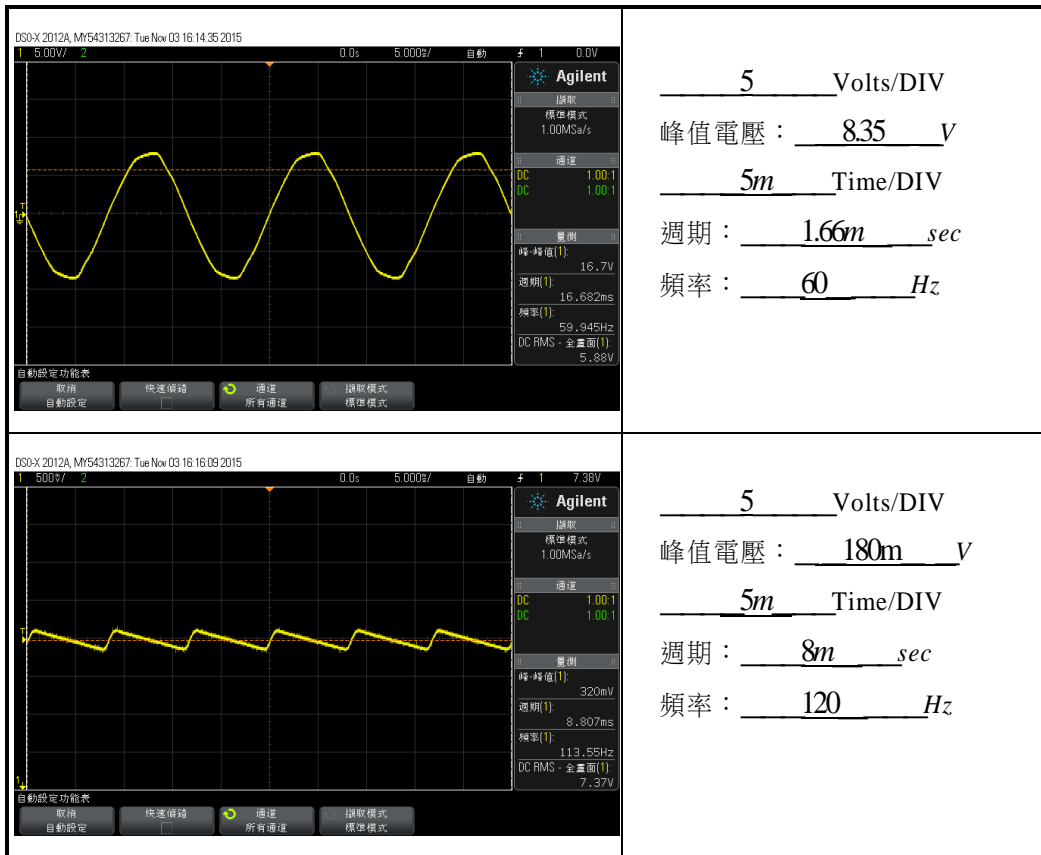 DSO-X 2012A, MY54313267: Tue Nov 03 16:14:35 2015
1 5.00V/ 2 0.0s 5.000s/ 自動 1 0.0V
Agilent
擷取
標準模式
1.00MSa/s
通道
DC 1.00:1
DC 1.00:1
量測
峰-峰值(1):
16.7V
週期(1):
16.682ms
頻率(1):
59.945Hz
DC RMS - 全畫面(1):
5.88V
T
1
自動設定功能表
取消
自動設定
快速偵錯
通道
所有通道
擷取模式
標準模式
5 Volts/DIV
峰值電壓：8.35 V
5m Time/DIV
週期：1.66m sec
頻率：60 Hz
DSO-X 2012A, MY54313267: Tue Nov 03 16:16:09 2015
1 500V/ 2 0.0s 5.000s/ 自動 1 7.38V
Agilent
擷取
標準模式
1.00MSa/s
通道
DC 1.00:1
DC 1.00:1
量測
峰-峰值(1):
320mV
週期(1):
8.807ms
頻率(1):
113.55Hz
DC RMS - 全畫面(1):
7.37V
T
1
自動設定功能表
取消
自動設定
快速偵錯
通道
所有通道
擷取模式
標準模式
5 Volts/DIV
峰值電壓：180m V
5m Time/DIV
週期：8m sec
頻率：120 Hz